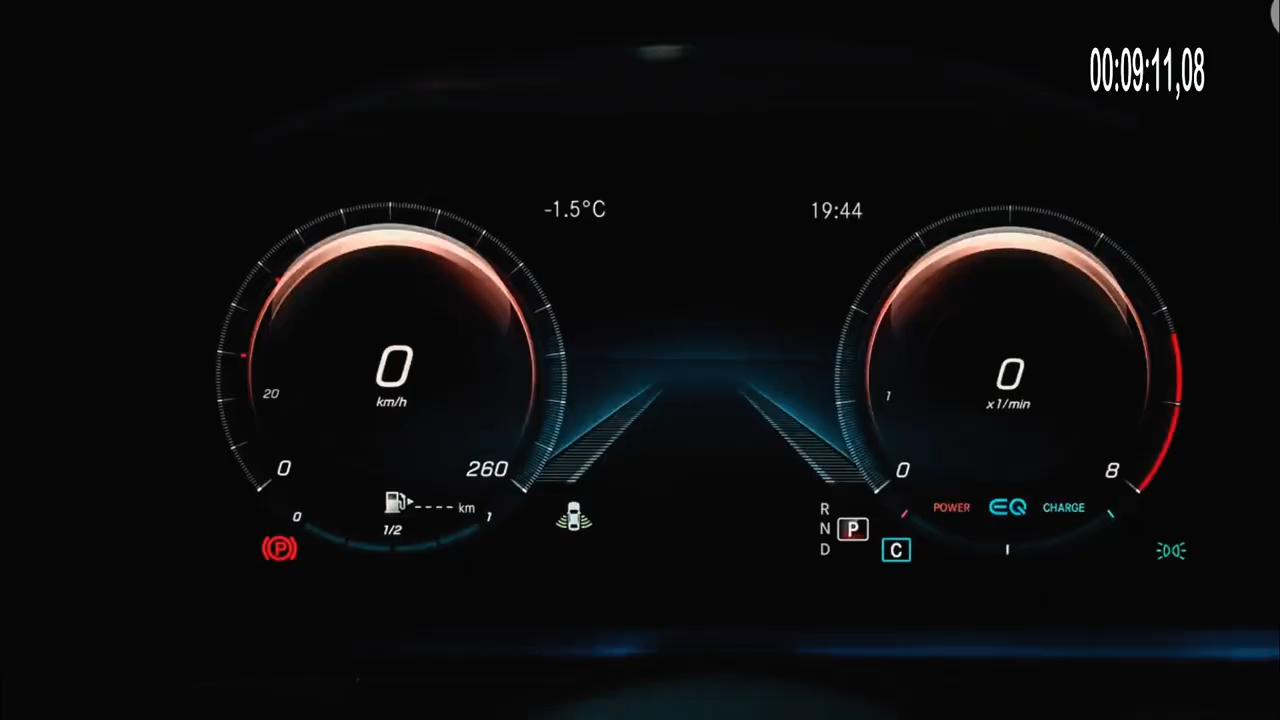 00:09:11,08
-1.5°C
19:44
0
km/h
20
0
260
0
1/2
1
- - - - km
P
R
N
D
P
C
0
x1/min
1
0
8
POWER
EQ
CHARGE